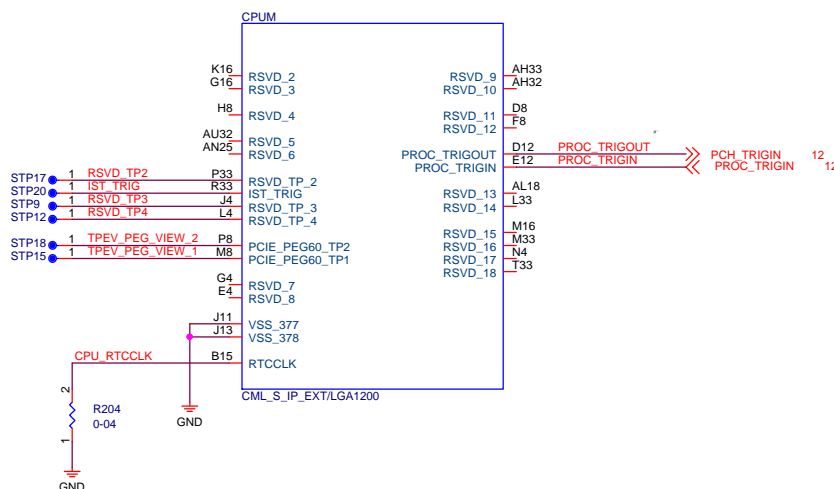 CPUM
K16 RSVD_2 RSVD_9 AH33
G16 RSVD_3 RSVD_10 AH32
H8 RSVD_4 RSVD_11 D8
RSVD_12 F8
AU32 RSVD_5
AN25 RSVD_6 PROC_TRIGOUT D12 PROC_TRIGOUT PCH_TRIGIN 12
PROC_TRIGIN E12 PROC_TRIGIN PROC_TRIGIN 12
STP17 1 RSVD_TP2 P33 RSVD_TP_2
STP20 1 IST_TRIG R33 IST_TRIG RSVD_13 AL18
STP9 1 RSVD_TP3 J4 RSVD_TP_3 RSVD_14 L33
STP12 1 RSVD_TP4 L4 RSVD_TP_4
RSVD_15 M16
STP18 1 TPEV_PEG_VIEW_2 P8 PCIE_PEG60_TP2 RSVD_16 M33
STP15 1 TPEV_PEG_VIEW_1 M8 PCIE_PEG60_TP1 RSVD_17 N4
RSVD_18 T33
G4 RSVD_7
E4 RSVD_8
J11 VSS_377
J13 VSS_378
CPU_RTCCLK B15 RTCCLK
CML_S_IP_EXT/LGA1200
2
R204
0-04
1
GND
GND